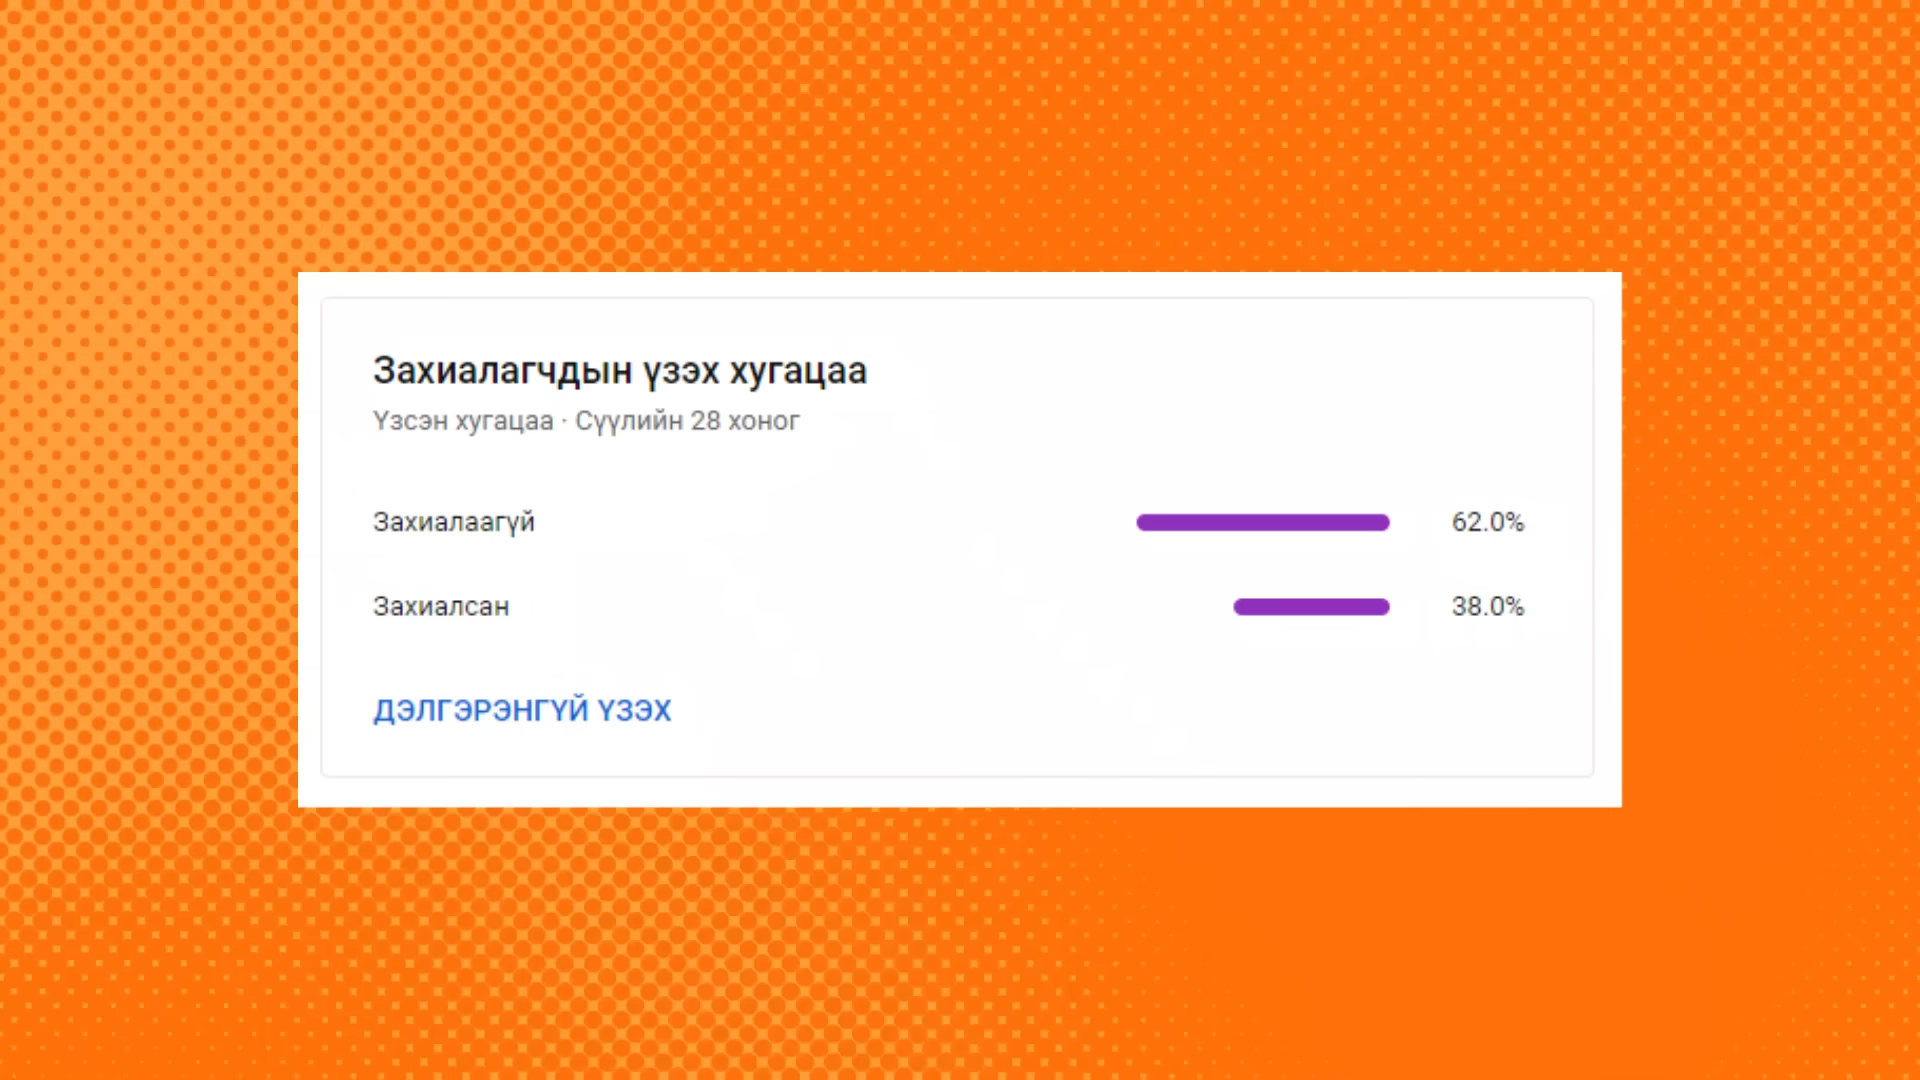 Захиалагчдын үзэх хугацаа
Үзсэн хугацаа · Сүүлийн 28 хоног
Захиалаагүй 62.0%
Захиалсан 38.0%
ДЭЛГЭРЭНГҮЙ ҮЗЭХ